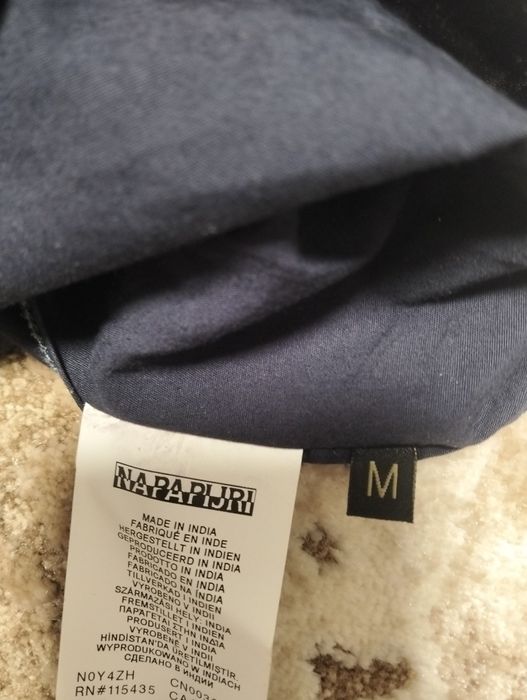 NAPAPIJRI
M
MADE IN INDIA
FABRIQUÉ EN INDE
HERGESTELLT IN INDIEN
GEPRODUCEERD IN INDIA
PRODOTTO IN INDIA
FABRICADO EN INDIA
FABRICADO NA ÍNDIA
TILLVERKAD I INDIEN
VYROBENO V INDII
SZÁRMAZÁSI HELY: INDIA
FREMSTILLET I INDIEN
ΠΑΡΑΓΕΤΑΙ ΣΤΗΝ ΙΝΔΙΑ
PRODUSERT I INDIA
VYROBENÉ V INDII
HİNDİSTAN'DA ÜRETİLMİŞTİR
WYPRODUKOWANO W INDIACH
СДЕЛАНО В ИНДИИ
N0Y4ZH
RN#115435